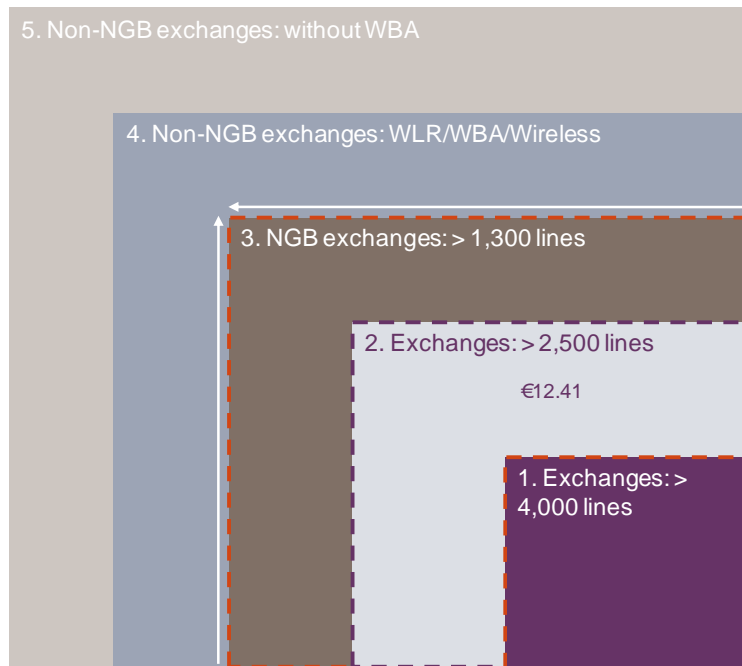 5. Non-NGB exchanges: without WBA
4. Non-NGB exchanges: WLR/WBA/Wireless
3. NGB exchanges: > 1,300 lines
2. Exchanges: > 2,500 lines
€12.41
1. Exchanges: >
4,000 lines